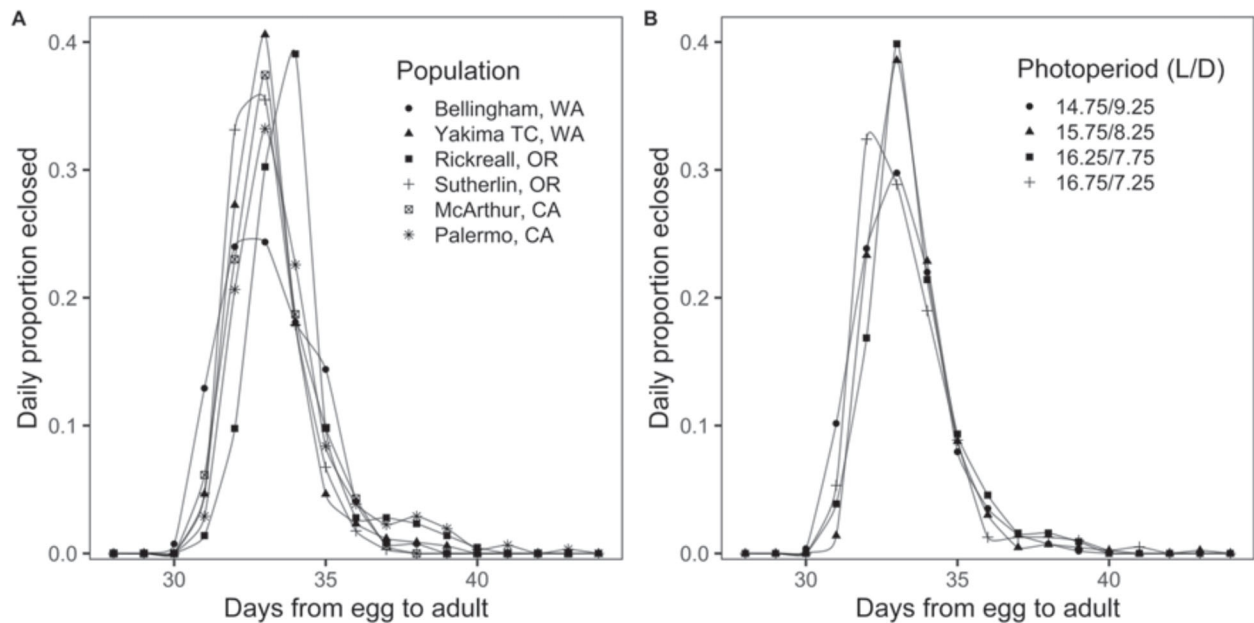 A
Daily proportion eclosed
0.4
0.3
0.2
0.1
0.0
30
35
40
Days from egg to adult
Population
Bellingham, WA
Yakima TC, WA
Rickreall, OR
Sutherlin, OR
McArthur, CA
Palermo, CA
B
Daily proportion eclosed
0.4
0.3
0.2
0.1
0.0
30
35
40
Days from egg to adult
Photoperiod (L/D)
14.75/9.25
15.75/8.25
16.25/7.75
16.75/7.25